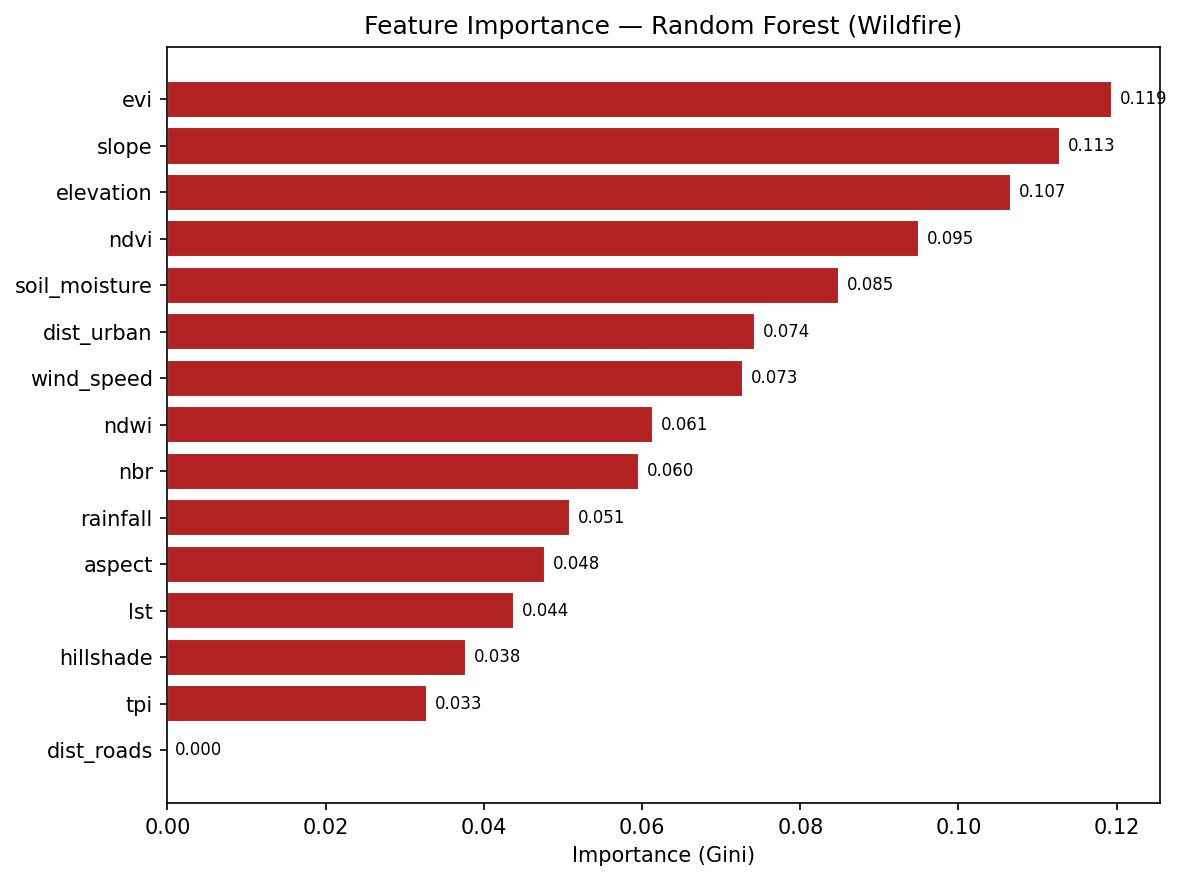 Feature Importance — Random Forest (Wildfire)
evi 0.119
slope 0.113
elevation 0.107
ndvi 0.095
soil_moisture 0.085
dist_urban 0.074
wind_speed 0.073
ndwi 0.061
nbr 0.060
rainfall 0.051
aspect 0.048
lst 0.044
hillshade 0.038
tpi 0.033
dist_roads 0.000
0.00 0.02 0.04 0.06 0.08 0.10 0.12
Importance (Gini)